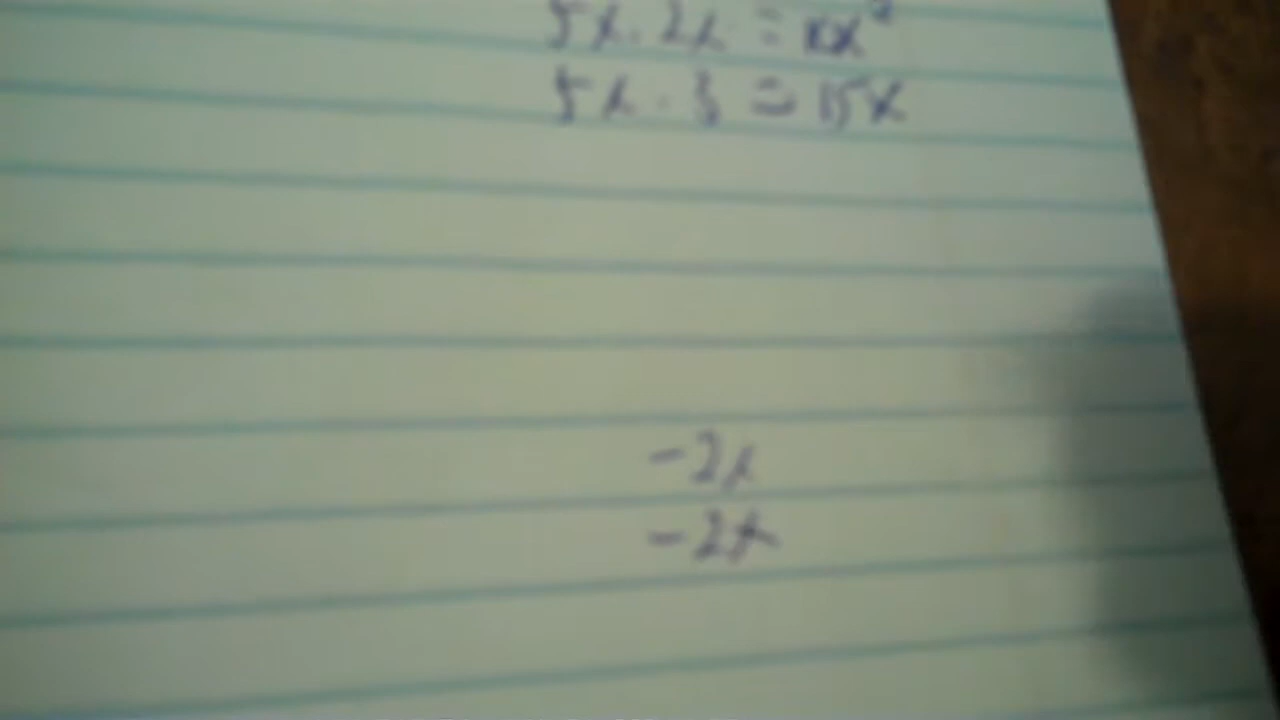 5x · 2x = 10x²
5x · 3 = 15x
-2x
-2x